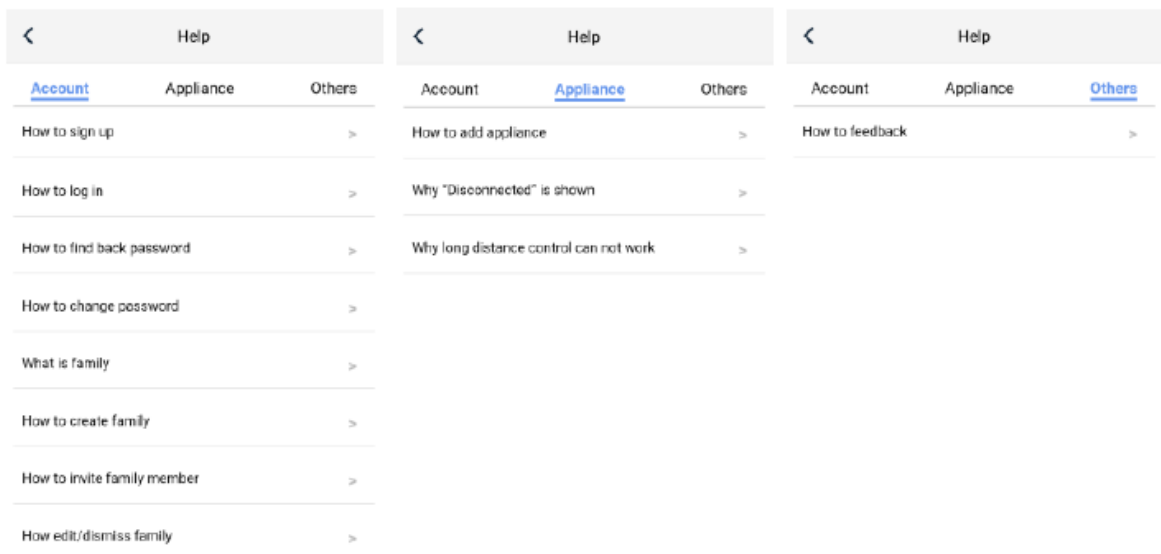 Help
Account Appliance Others
How to sign up >
How to log in >
How to find back password >
How to change password >
What is family >
How to create family >
How to invite family member >
How edit/dismiss family >
Help
Account Appliance Others
How to add appliance >
Why "Disconnected" is shown >
Why long distance control can not work >
Help
Account Appliance Others
How to feedback >